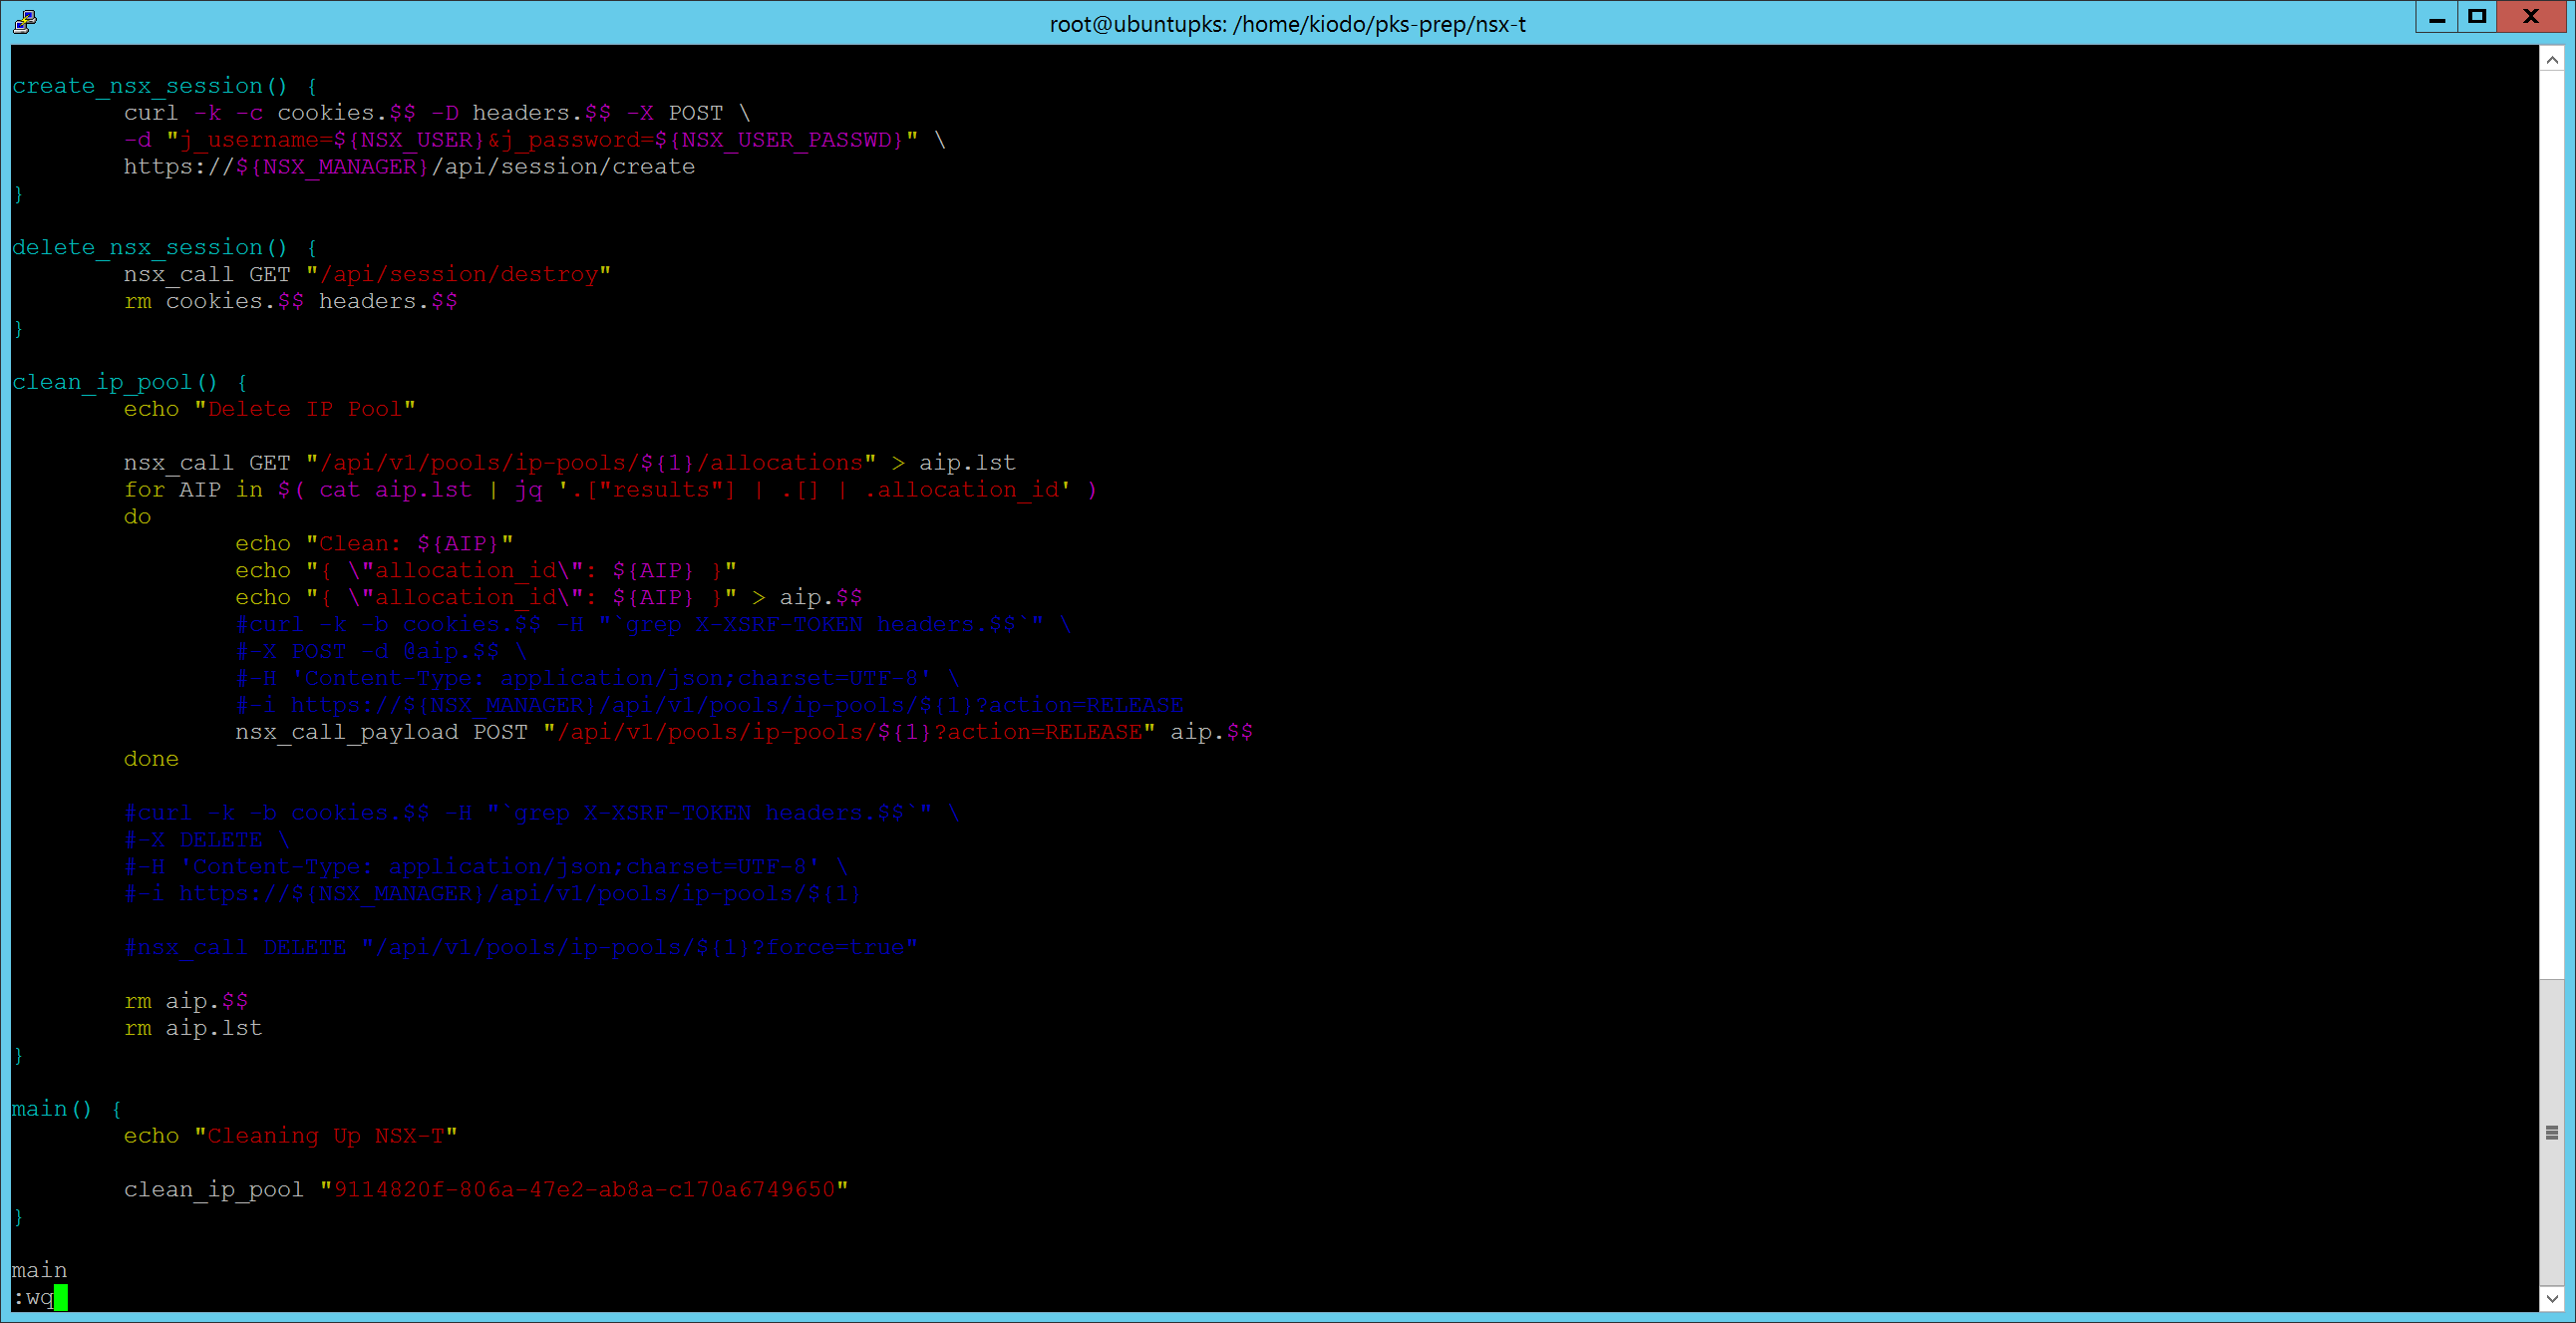 root@ubuntupks: /home/kiodo/pks-prep/nsx-t
create_nsx_session() {
        curl -k -c cookies.$$ -D headers.$$ -X POST \
        -d "j_username=${NSX_USER}&j_password=${NSX_USER_PASSWD}" \
        https://${NSX_MANAGER}/api/session/create
}
delete_nsx_session() {
        nsx_call GET "/api/session/destroy"
        rm cookies.$$ headers.$$
}
clean_ip_pool() {
        echo "Delete IP Pool"
        nsx_call GET "/api/v1/pools/ip-pools/${1}/allocations" > aip.lst
        for AIP in $( cat aip.lst | jq '.["results"] | .[] | .allocation_id' )
        do
                echo "Clean: ${AIP}"
                echo "{ \"allocation_id\": ${AIP} }"
                echo "{ \"allocation_id\": ${AIP} }" > aip.$$
                #curl -k -b cookies.$$ -H "`grep X-XSRF-TOKEN headers.$$`" \
                #-X POST -d @aip.$$ \
                #-H 'Content-Type: application/json;charset=UTF-8' \
                #-i https://${NSX_MANAGER}/api/v1/pools/ip-pools/${1}?action=RELEASE
                nsx_call_payload POST "/api/v1/pools/ip-pools/${1}?action=RELEASE" aip.$$
        done
        #curl -k -b cookies.$$ -H "`grep X-XSRF-TOKEN headers.$$`" \
        #-X DELETE \
        #-H 'Content-Type: application/json;charset=UTF-8' \
        #-i https://${NSX_MANAGER}/api/v1/pools/ip-pools/${1}
        #nsx_call DELETE "/api/v1/pools/ip-pools/${1}?force=true"
        rm aip.$$
        rm aip.lst
}
main() {
        echo "Cleaning Up NSX-T"
        clean_ip_pool "9114820f-806a-47e2-ab8a-c170a6749650"
}
main
:wq